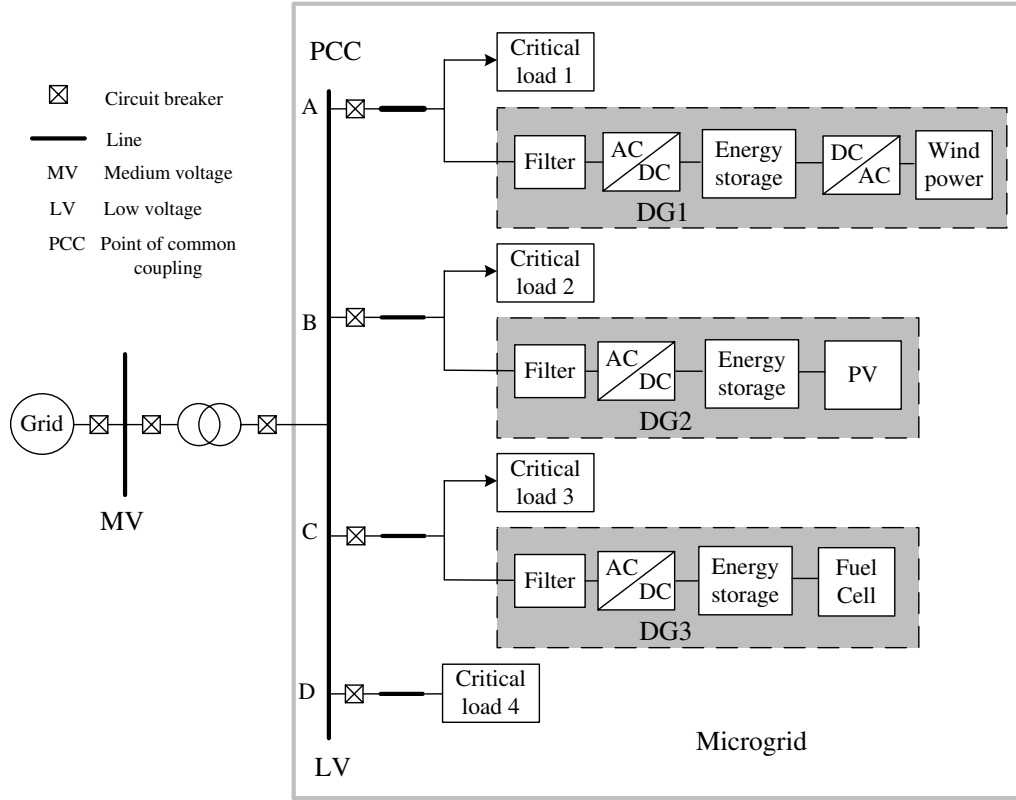 Circuit breaker
Line
MV Medium voltage
LV Low voltage
PCC Point of common
coupling
Grid
MV
PCC
A
Critical
load 1
Filter
AC
DC
Energy
storage
DC
AC
Wind
power
DG1
B
Critical
load 2
Filter
AC
DC
Energy
storage
PV
DG2
C
Critical
load 3
Filter
AC
DC
Energy
storage
Fuel
Cell
DG3
D
Critical
load 4
LV
Microgrid